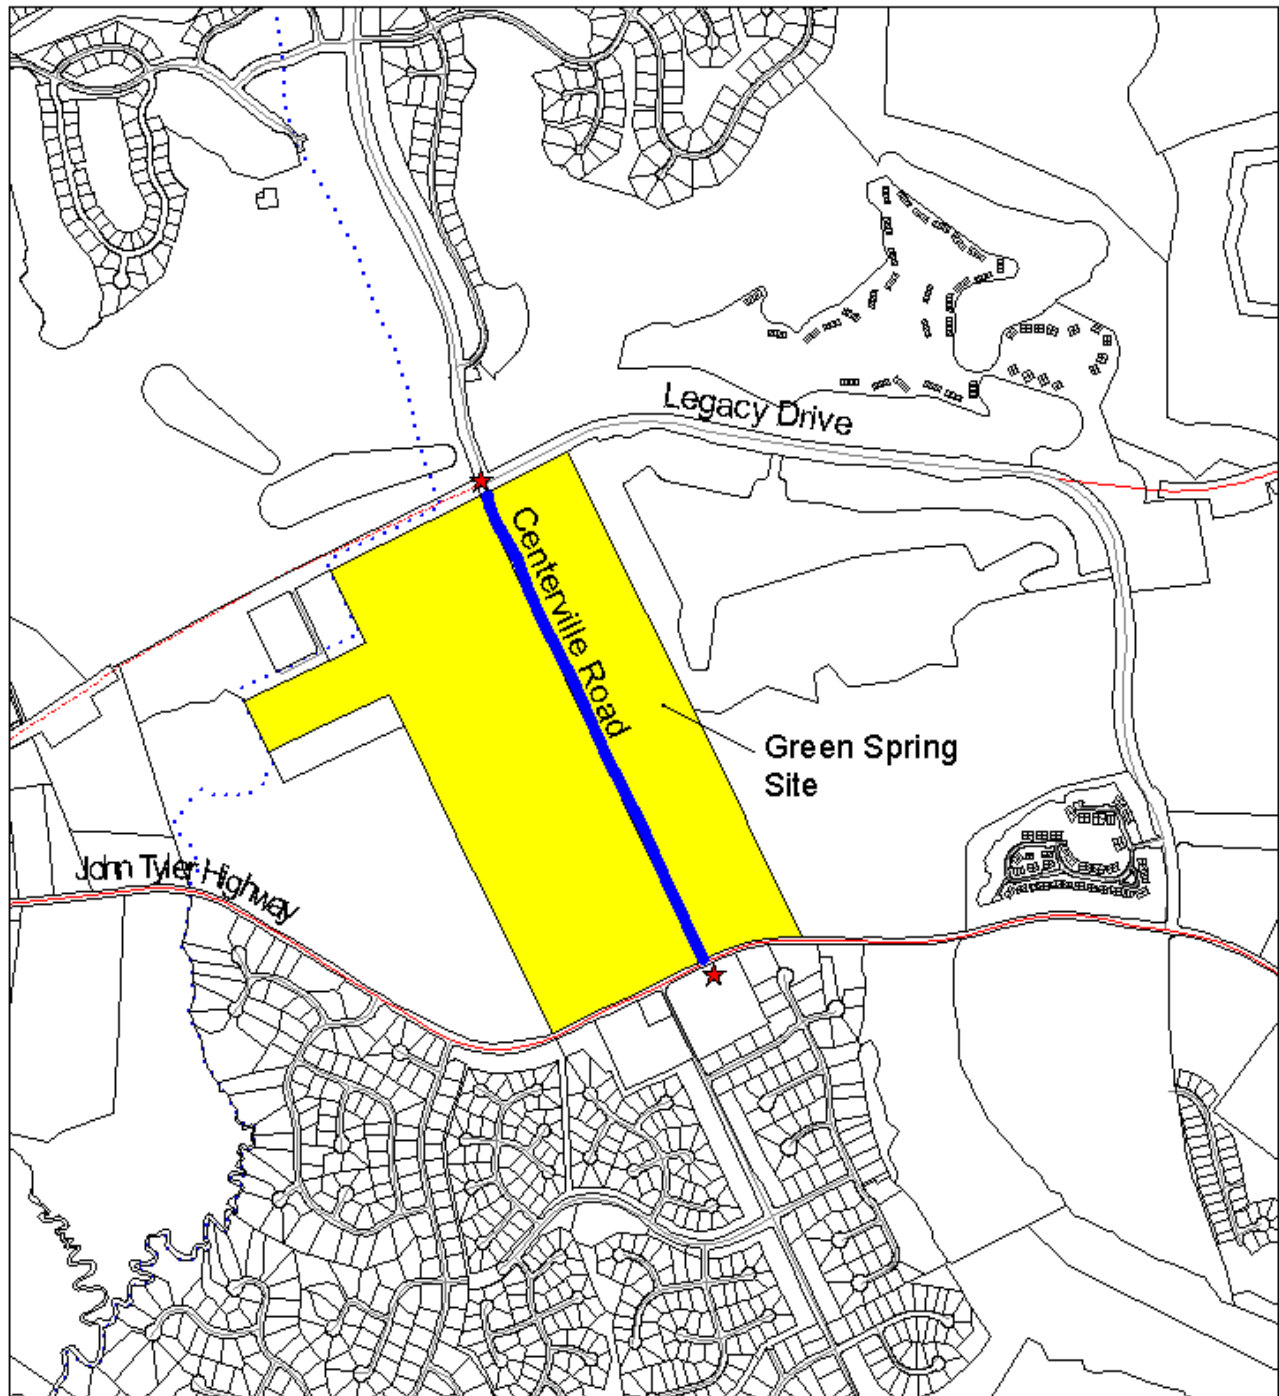 Legacy Drive
Centerville Road
Green Spring
Site
John Tyler Highway